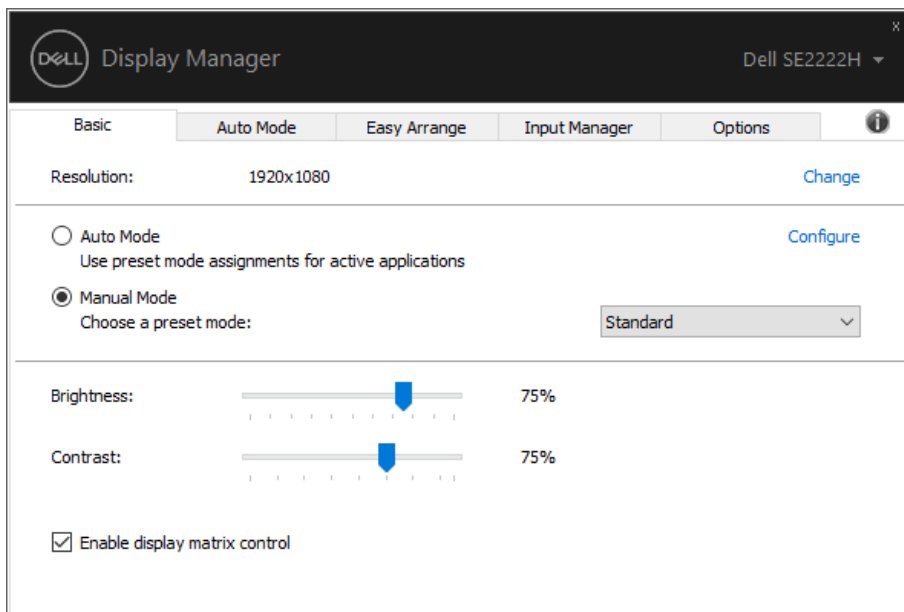 x
DELL Display Manager Dell SE2222H
Basic Auto Mode Easy Arrange Input Manager Options i
Resolution: 1920x1080 Change
Auto Mode Configure
Use preset mode assignments for active applications
Manual Mode
Choose a preset mode: Standard
Brightness: 75%
Contrast: 75%
Enable display matrix control